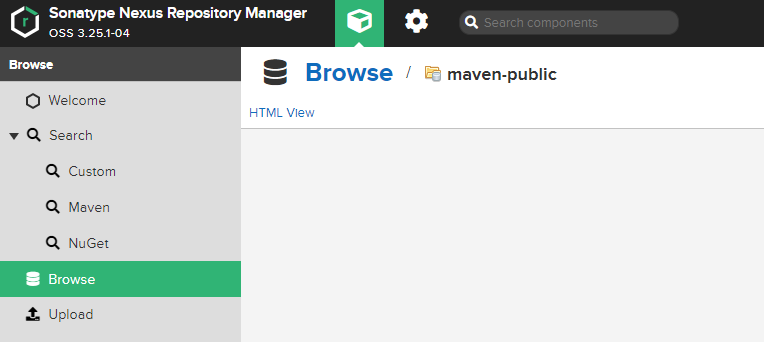 Sonatype Nexus Repository Manager
OSS 3.25.1-04
Search components
Browse
Browse / maven-public
Welcome
HTML View
Search
Custom
Maven
NuGet
Browse
Upload